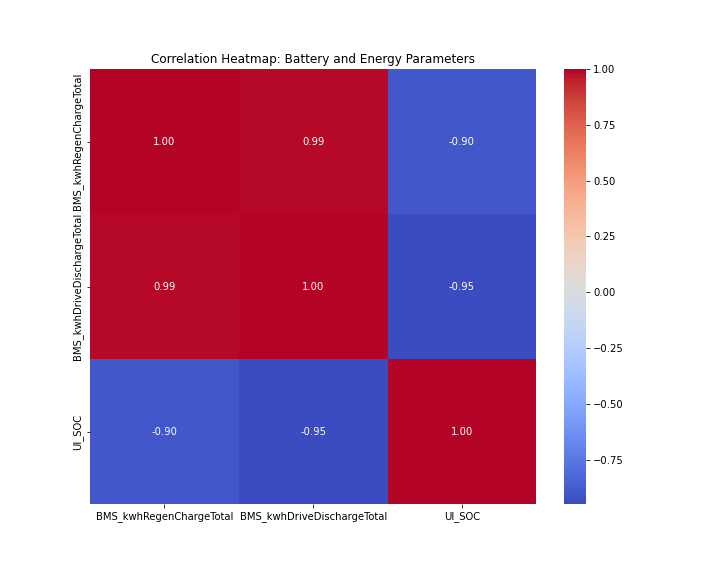 Correlation Heatmap: Battery and Energy Parameters
BMS_kwhRegenChargeTotal
1.00
0.99
-0.90
BMS_kwhDriveDischargeTotal
0.99
1.00
-0.95
UI_SOC
-0.90
-0.95
1.00
BMS_kwhRegenChargeTotal
BMS_kwhDriveDischargeTotal
UI_SOC
1.00
0.75
0.50
0.25
0.00
−0.25
−0.50
−0.75